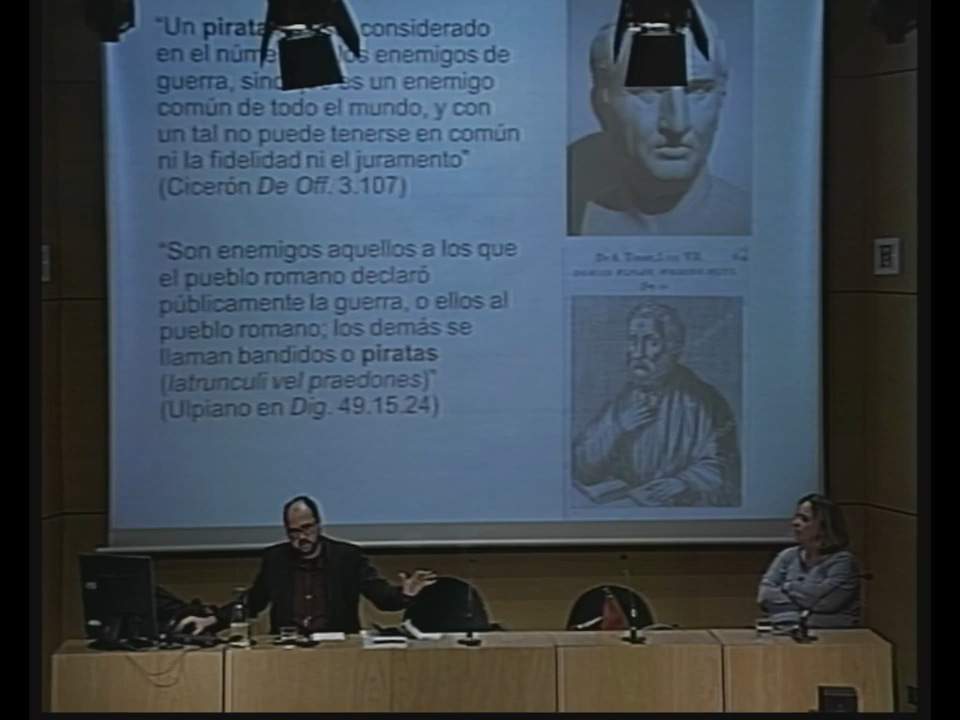 “Un pirata considerado
en el enemigos de
guerra, es un enemigo
común de todo el mundo, y con
un tal no puede tenerse en común
ni la fidelidad ni el juramento”
(Cicerón De Off. 3.107)
“Son enemigos aquellos a los que
el pueblo romano declaró
públicamente la guerra, o ellos al
pueblo romano; los demás se
llaman bandidos o piratas
(latrunculi vel praedones)”
(Ulpiano en Dig. 49.15.24)